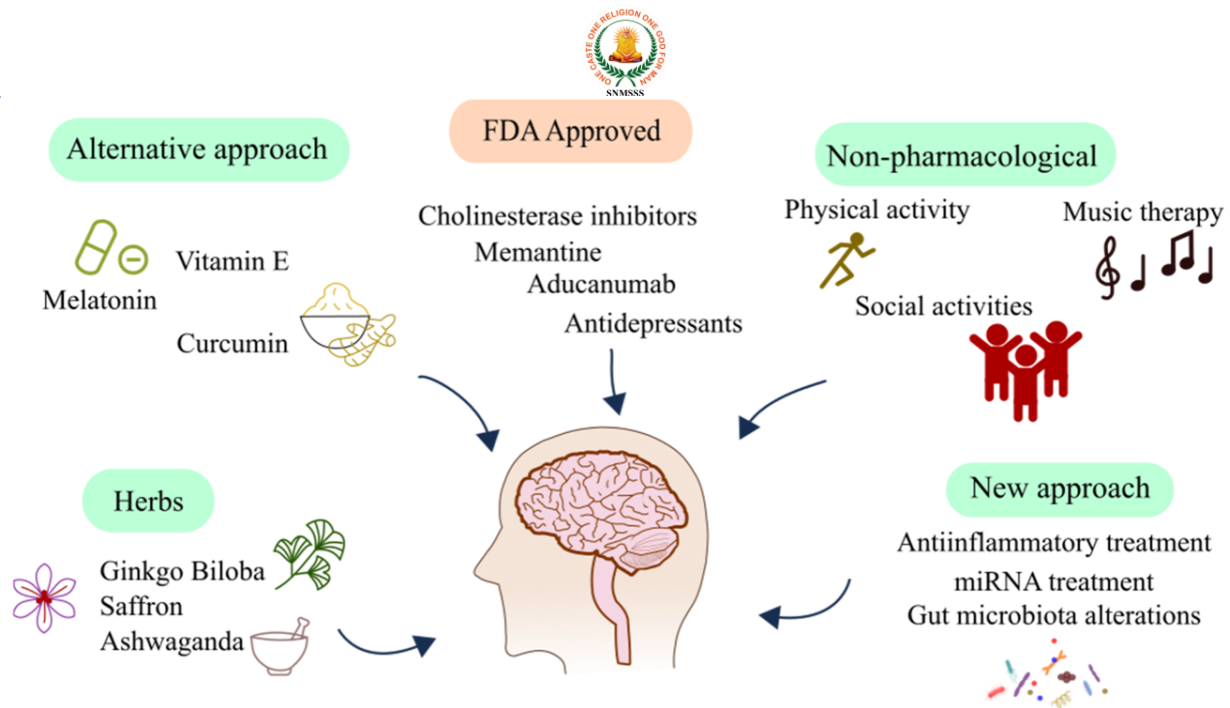 ONE CASTE ONE RELIGION ONE GOD FOR MAN
SNMSSS
Alternative approach
Melatonin
Vitamin E
Curcumin
FDA Approved
Cholinesterase inhibitors
Memantine
Aducanumab
Antidepressants
Non-pharmacological
Physical activity
Music therapy
Social activities
Herbs
Ginkgo Biloba
Saffron
Ashwaganda
New approach
Antiinflammatory treatment
miRNA treatment
Gut microbiota alterations